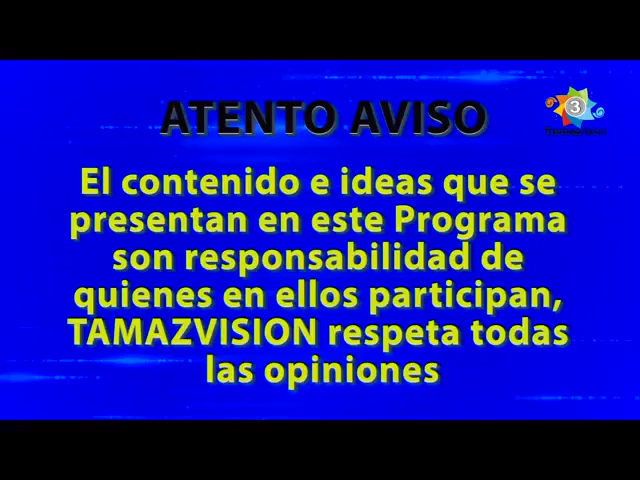 ATENTO AVISO
3
El contenido e ideas que se
presentan en este Programa
son responsabilidad de
quienes en ellos participan,
TAMAZVISION respeta todas
las opiniones